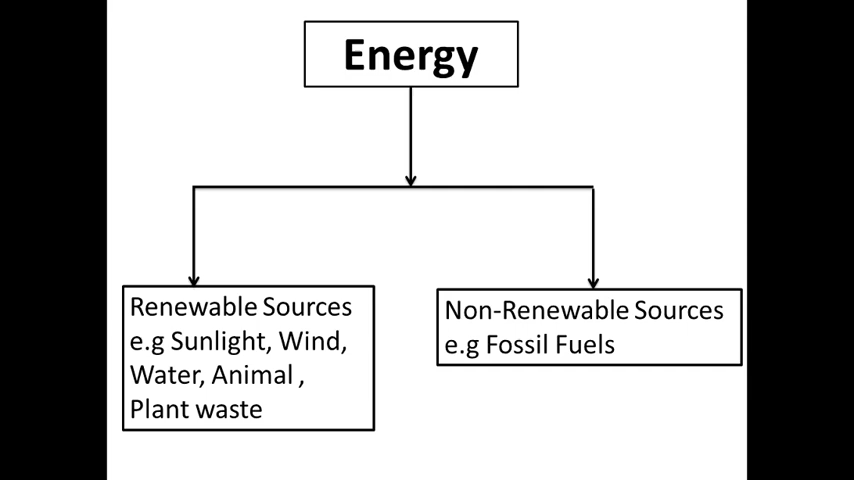 Energy
Renewable Sources
e.g Sunlight, Wind,
Water, Animal ,
Plant waste
Non-Renewable Sources
e.g Fossil Fuels